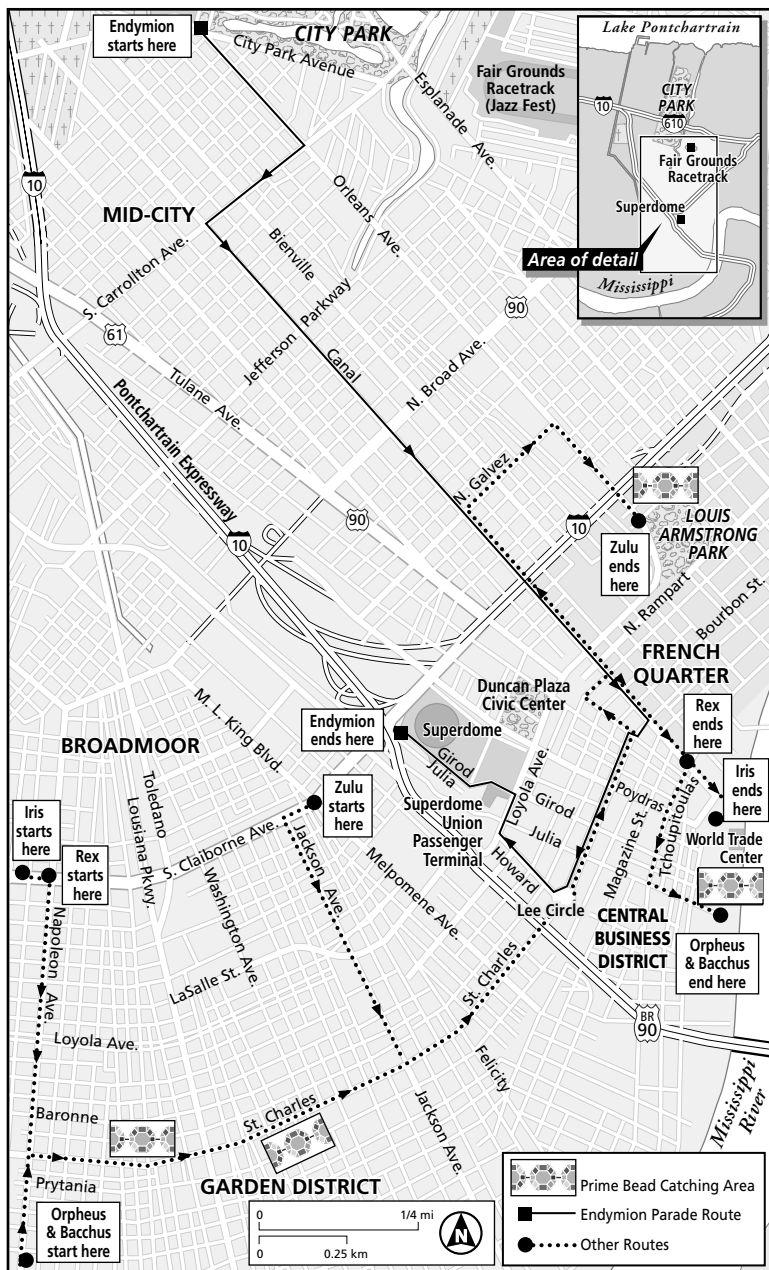 Endymion
starts here
CITY PARK
City Park Avenue
Esplanade Ave.
Fair Grounds
Racetrack
(Jazz Fest)
Lake Pontchartrain
10
CITY
PARK
610
Fair Grounds
Racetrack
Superdome
Area of detail
Mississippi
10
MID-CITY
Orleans Ave.
Bienville
S. Carrollton Ave.
Jefferson Parkway
90
61
Canal
N. Broad Ave.
Tulane Ave.
Pontchartrain Expressway
N. Galvez
90
10
10
LOUIS
ARMSTRONG
PARK
Zulu
ends
here
N. Rampart
Bourbon St.
FRENCH
QUARTER
Duncan Plaza
Civic Center
M. L. King Blvd.
Endymion
ends here
Superdome
Rex
ends
here
BROADMOOR
Girod
Julia
Loyola Ave.
Iris
ends
here
Toledano
Lousiana Pkwy.
Zulu
starts
here
Superdome
Union
Passenger
Terminal
Girod
Julia
Poydras
Tchoupitoulas
Magazine St.
World Trade
Center
Iris
starts
here
Rex
starts
here
S. Claiborne Ave.
Jackson Ave.
Howard
Melpomene Ave.
Lee Circle
CENTRAL
BUSINESS
DISTRICT
Orpheus
& Bacchus
end here
Washington Ave.
Napoleon Ave.
LaSalle St.
St. Charles
BR
90
Loyola Ave.
Felicity
Mississippi
River
Baronne
St. Charles
Jackson Ave.
Prytania
GARDEN DISTRICT
Orpheus
& Bacchus
start here
0 1/4 mi
0 0.25 km
N
Prime Bead Catching Area
Endymion Parade Route
Other Routes